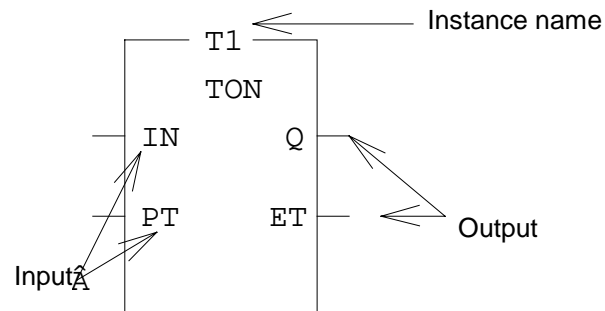 Instance name
T1
TON
IN Q
PT ET
Output
InputÂ